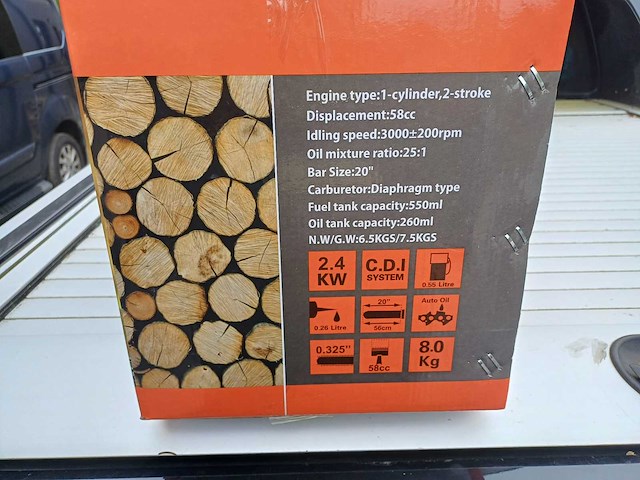 Engine type:1-cylinder,2-stroke
Displacement:58cc
Idling speed:3000±200rpm
Oil mixture ratio:25:1
Bar Size:20"
Carburetor:Diaphragm type
Fuel tank capacity:550ml
Oil tank capacity:260ml
N.W/G.W:6.5KGS/7.5KGS
2.4 KW
C.D.I SYSTEM
0.55 Litre
0.26 Litre
20"
56cm
Auto Oil
0.325"
58cc
8.0 Kg